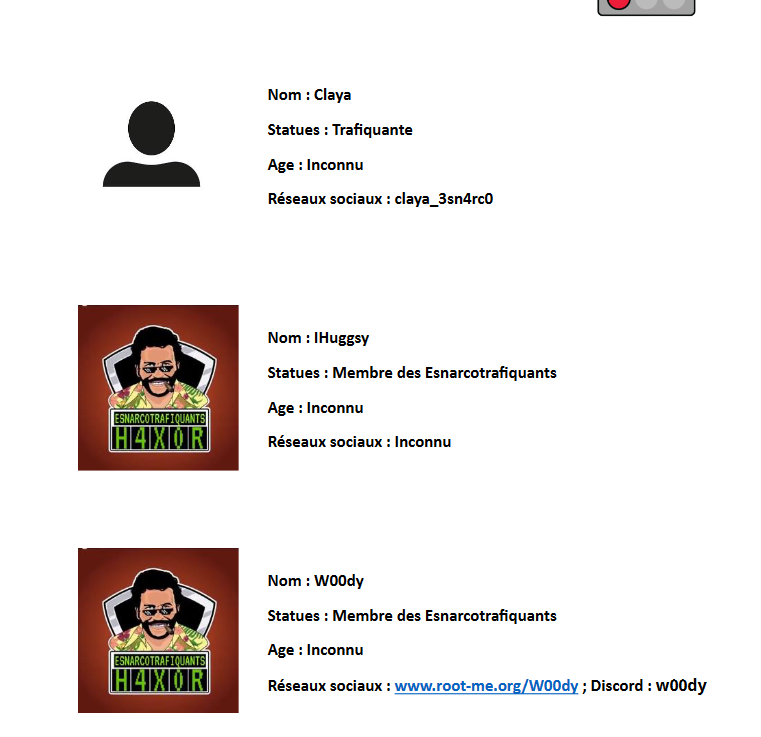 Nom : Claya
Statues : Trafiquante
Age : Inconnu
Réseaux sociaux : claya_3sn4rc0
Nom : IHuggsy
Statues : Membre des Esnarcotrafiquants
Age : Inconnu
Réseaux sociaux : Inconnu
ESNARCOTRAFIQUANTS
H4X0R
Nom : W00dy
Statues : Membre des Esnarcotrafiquants
Age : Inconnu
Réseaux sociaux : www.root-me.org/W00dy ; Discord : w00dy
ESNARCOTRAFIQUANTS
H4X0R